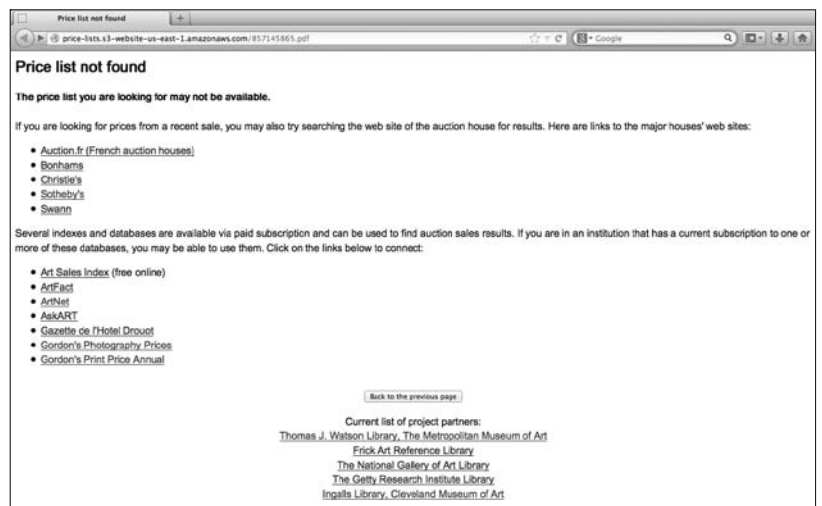 Price list not found
price-lists.s3-website-us-east-1.amazonaws.com/857145865.pdf
Google
Price list not found
The price list you are looking for may not be available.
If you are looking for prices from a recent sale, you may also try searching the web site of the auction house for results. Here are links to the major houses' web sites:
Auction.fr (French auction houses)
Bonhams
Christie's
Sotheby's
Swann
Several indexes and databases are available via paid subscription and can be used to find auction sales results. If you are in an institution that has a current subscription to one or
more of these databases, you may be able to use them. Click on the links below to connect:
Art Sales Index (free online)
ArtFact
ArtNet
AskART
Gazette de l'Hotel Drouot
Gordon's Photography Prices
Gordon's Print Price Annual
Back to the previous page
Current list of project partners:
Thomas J. Watson Library, The Metropolitan Museum of Art
Frick Art Reference Library
The National Gallery of Art Library
The Getty Research Institute Library
Ingalls Library, Cleveland Museum of Art